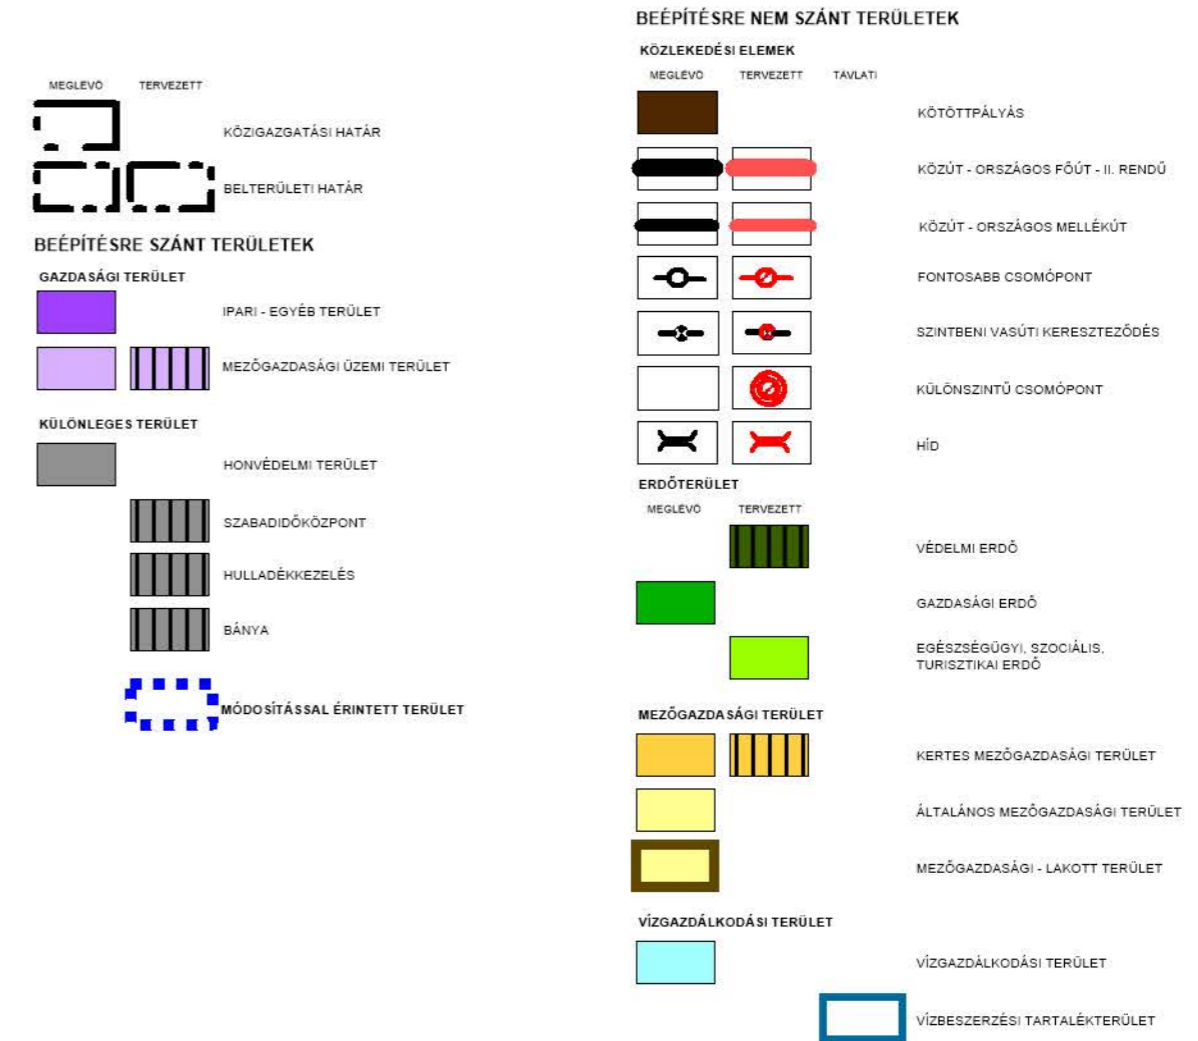 MEGLÉVŐ TERVEZETT
KÖZIGAZGATÁSI HATÁR
BELTERÜLETI HATÁR
BEÉPÍTÉSRE SZÁNT TERÜLETEK
GAZDASÁGI TERÜLET
IPARI - EGYÉB TERÜLET
MEZŐGAZDASÁGI ÜZEMI TERÜLET
KÜLÖNLEGES TERÜLET
HONVÉDELMI TERÜLET
SZABADIDŐKÖZPONT
HULLADÉKKEZELÉS
BÁNYA
MÓDOSÍTÁSSAL ÉRINTETT TERÜLET
BEÉPÍTÉSRE NEM SZÁNT TERÜLETEK
KÖZLEKEDÉSI ELEMEK
MEGLÉVŐ TERVEZETT TÁVLATI
KÖTÖTTPÁLYÁS
KÖZÚT - ORSZÁGOS FŐÚT - II. RENDŰ
KÖZÚT - ORSZÁGOS MELLÉKÚT
FONTOSABB CSOMÓPONT
SZINTBENI VASÚTI KERESZTEZŐDÉS
KÜLÖNSZINTŰ CSOMÓPONT
HÍD
ERDŐTERÜLET
MEGLÉVŐ TERVEZETT
VÉDELMI ERDŐ
GAZDASÁGI ERDŐ
EGÉSZSÉGÜGYI, SZOCIÁLIS,
TURISZTIKAI ERDŐ
MEZŐGAZDASÁGI TERÜLET
KERTES MEZŐGAZDASÁGI TERÜLET
ÁLTALÁNOS MEZŐGAZDASÁGI TERÜLET
MEZŐGAZDASÁGI - LAKOTT TERÜLET
VÍZGAZDÁLKODÁSI TERÜLET
VÍZGAZDÁLKODÁSI TERÜLET
VÍZBESZERZÉSI TARTALÉKTERÜLET